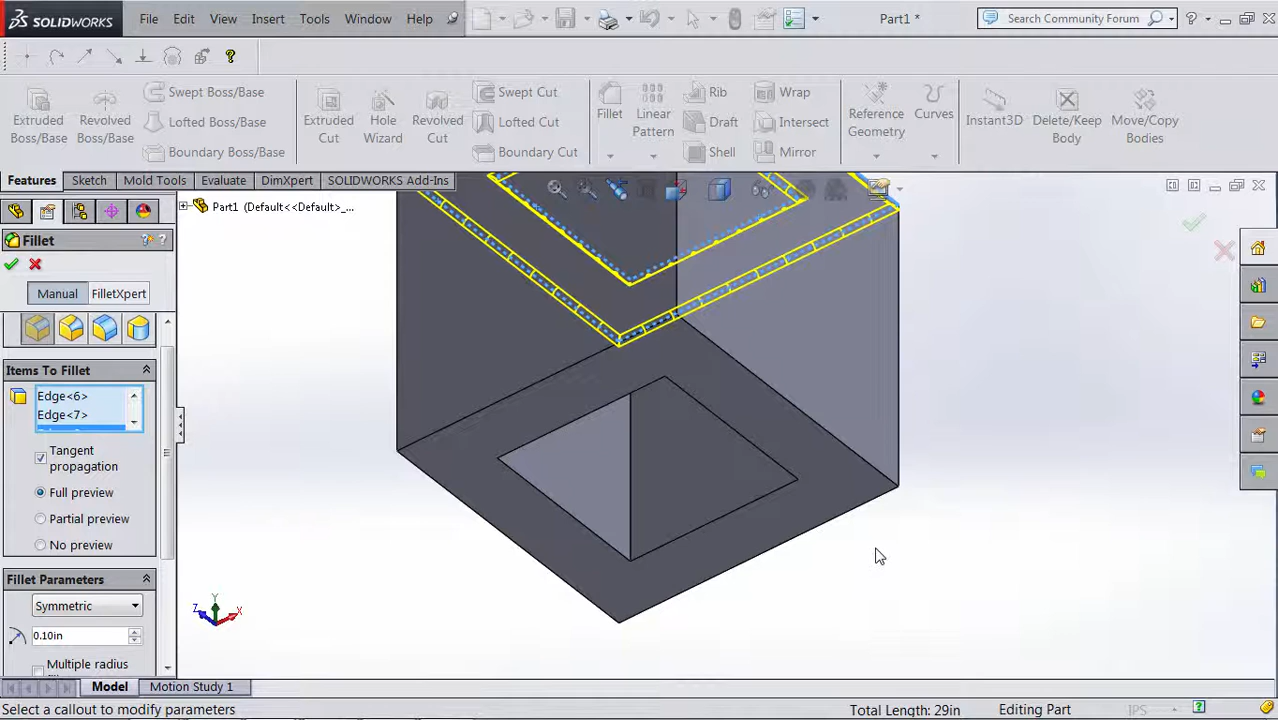 SOLIDWORKS File Edit View Insert Tools Window Help Part1 * Search Community Forum ?
?
Extruded Boss/Base
Revolved Boss/Base
Swept Boss/Base
Lofted Boss/Base
Boundary Boss/Base
Extruded Cut
Hole Wizard
Revolved Cut
Swept Cut
Lofted Cut
Boundary Cut
Fillet
Linear Pattern
Rib
Draft
Shell
Wrap
Intersect
Mirror
Reference Geometry
Curves
Instant3D
Delete/Keep Body
Move/Copy Bodies
Features Sketch Mold Tools Evaluate DimXpert SOLIDWORKS Add-Ins
Part1 (Default<<Default>_...
Fillet ? ?
Manual FilletXpert
Items To Fillet
Edge<6>
Edge<7>
Tangent
propagation
Full preview
Partial preview
No preview
Fillet Parameters
Symmetric
0.10in
Multiple radius
Y
Z X
Model Motion Study 1
Select a callout to modify parameters Total Length: 29in Editing Part IPS ?